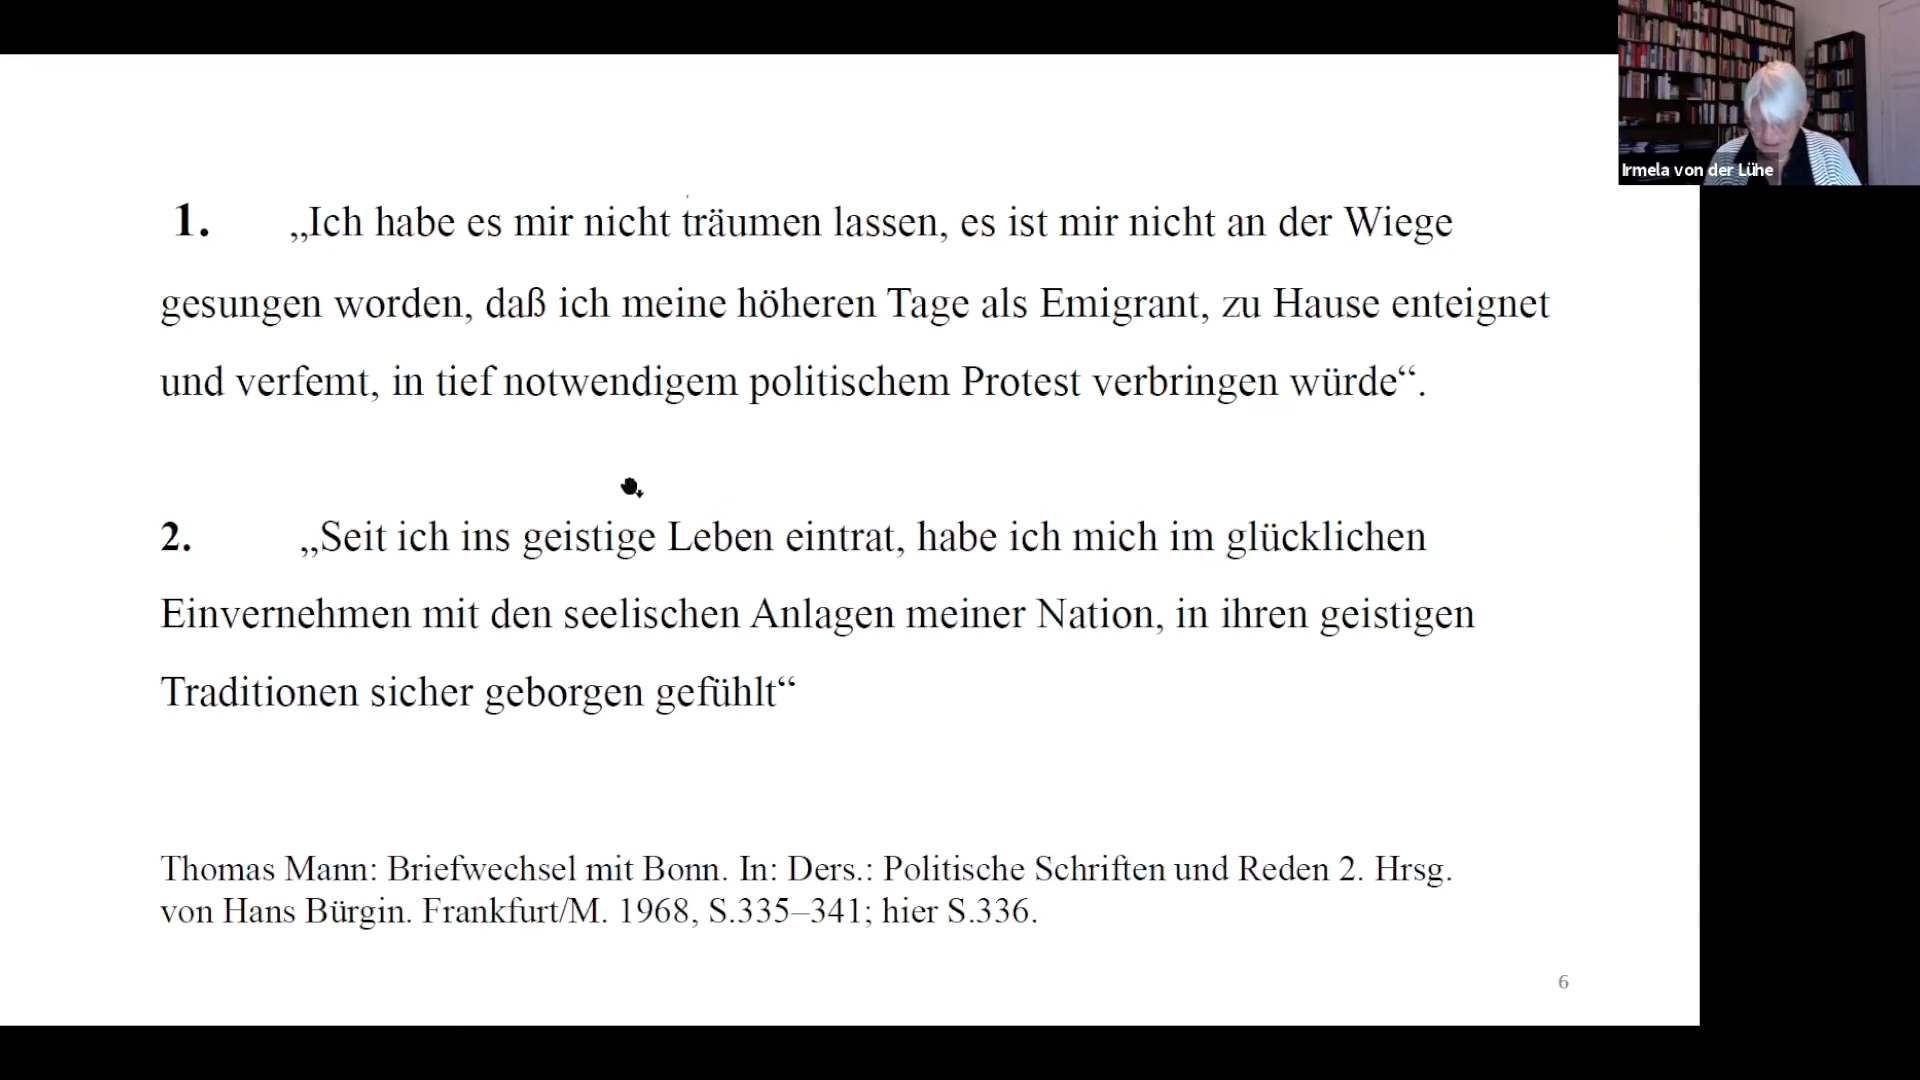 Irmela von der Lühe
1. „Ich habe es mir nicht träumen lassen, es ist mir nicht an der Wiege
gesungen worden, daß ich meine höheren Tage als Emigrant, zu Hause enteignet
und verfemt, in tief notwendigem politischem Protest verbringen würde“.
2. „Seit ich ins geistige Leben eintrat, habe ich mich im glücklichen
Einvernehmen mit den seelischen Anlagen meiner Nation, in ihren geistigen
Traditionen sicher geborgen gefühlt“
Thomas Mann: Briefwechsel mit Bonn. In: Ders.: Politische Schriften und Reden 2. Hrsg.
von Hans Bürgin. Frankfurt/M. 1968, S.335–341; hier S.336.
6